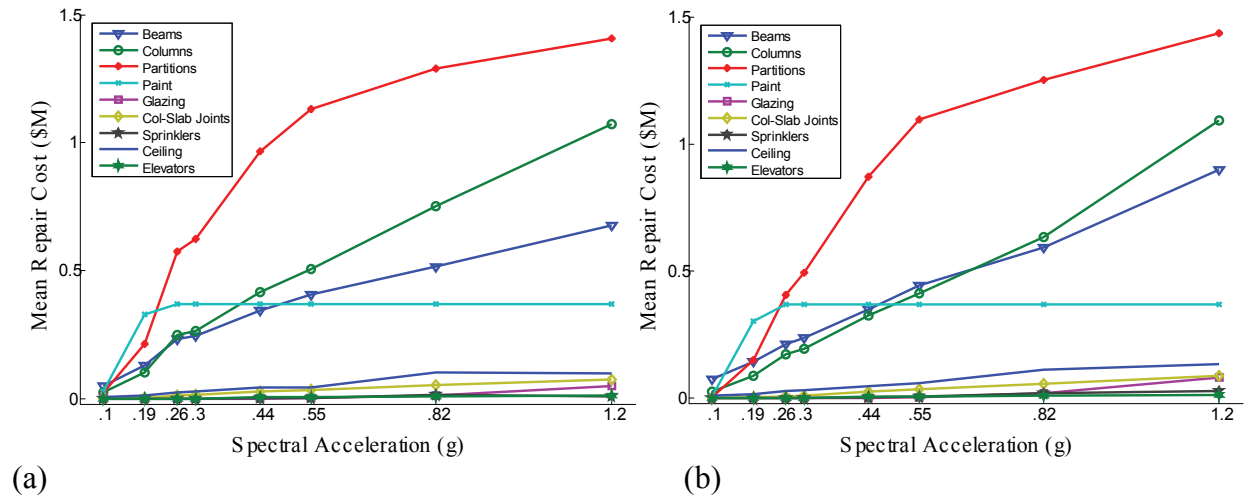 1.5
1
0.5
0
Mean Repair Cost ($M)
Beams
Columns
Partitions
Paint
Glazing
Col-Slab Joints
Sprinklers
Ceiling
Elevators
.1 .19 .26 .3 .44 .55 .82 1.2
Spectral Acceleration (g)
(a)
1.5
1
0.5
0
Mean Repair Cost ($M)
Beams
Columns
Partitions
Paint
Glazing
Col-Slab Joints
Sprinklers
Ceiling
Elevators
.1 .19 .26 .3 .44 .55 .82 1.2
Spectral Acceleration (g)
(b)